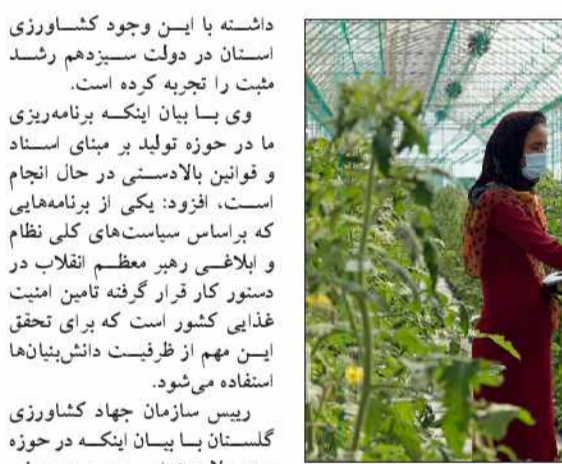 داشته با این وجود کشاورزی
استان در دولت سیزدهم رشد
مثبت را تجربه کرده است.
وی با بیان اینکه برنامه‌ریزی
ما در حوزه تولید بر مبنای اسناد
و قوانین بالادستی در حال انجام
است، افزود: یکی از برنامه‌هایی
که براساس سیاست‌های کلی نظام
و ابلاغی رهبر معظم انقلاب در
دستور کار قرار گرفته تامین امنیت
غذایی کشور است که برای تحقق
این مهم از ظرفیت دانش‌بنیان‌ها
استفاده می‌شود.
رییس سازمان جهاد کشاورزی
گلستان با بیان اینکه در حوزه